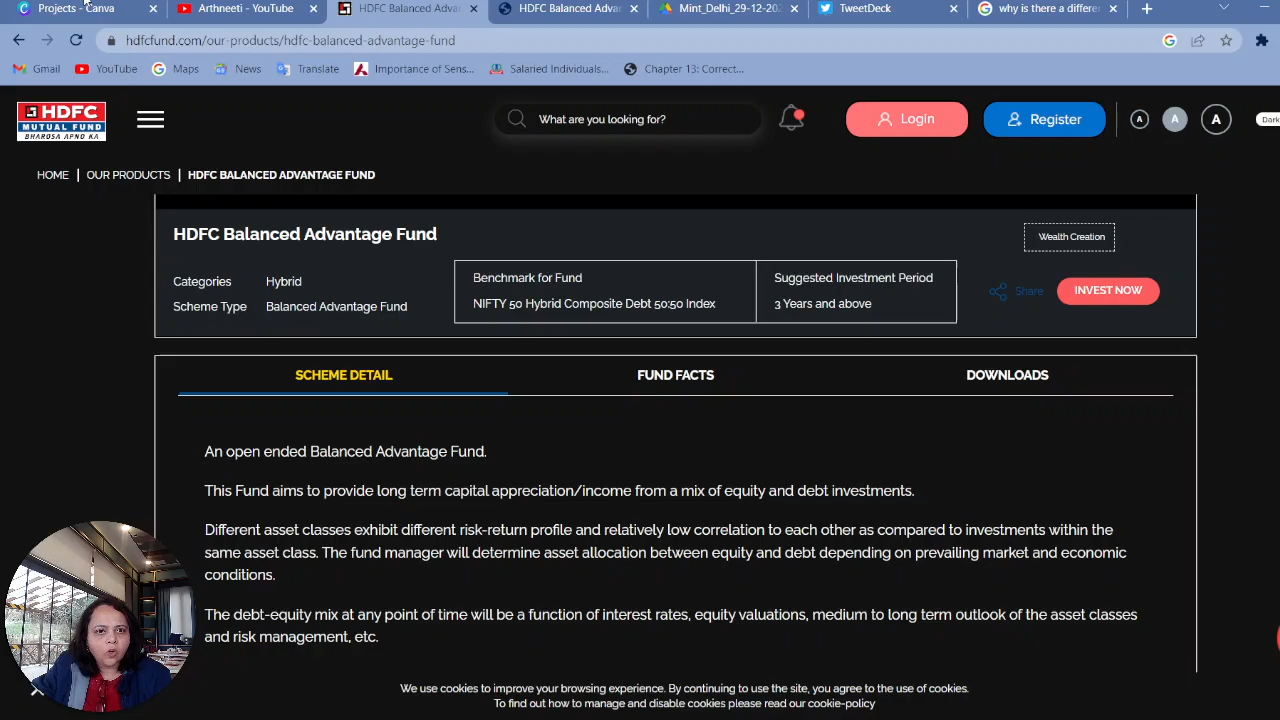 Projects - Canva
Arthneeti - YouTube
HDFC Balanced Advan
HDFC Balanced Advan
Mint_Delhi_29-12-202
TweetDeck
why is there a differe
hdfcfund.com/our-products/hdfc-balanced-advantage-fund
Gmail
YouTube
Maps
News
Translate
Importance of Sens...
Salaried Individuals...
Chapter 13: Correct...
HDFC
MUTUAL FUND
BHAROSA APNO KA
What are you looking for?
Login
Register
A
A
A
Dark
HOME | OUR PRODUCTS | HDFC BALANCED ADVANTAGE FUND
HDFC Balanced Advantage Fund
Wealth Creation
Categories Hybrid
Scheme Type Balanced Advantage Fund
Benchmark for Fund
NIFTY 50 Hybrid Composite Debt 50:50 Index
Suggested Investment Period
3 Years and above
Share
INVEST NOW
SCHEME DETAIL
FUND FACTS
DOWNLOADS
An open ended Balanced Advantage Fund.
This Fund aims to provide long term capital appreciation/income from a mix of equity and debt investments.
Different asset classes exhibit different risk-return profile and relatively low correlation to each other as compared to investments within the
same asset class. The fund manager will determine asset allocation between equity and debt depending on prevailing market and economic
conditions.
The debt-equity mix at any point of time will be a function of interest rates, equity valuations, medium to long term outlook of the asset classes
and risk management, etc.
We use cookies to improve your browsing experience. By continuing to use the site, you agree to the use of cookies.
To find out how to manage and disable cookies please read our cookie-policy